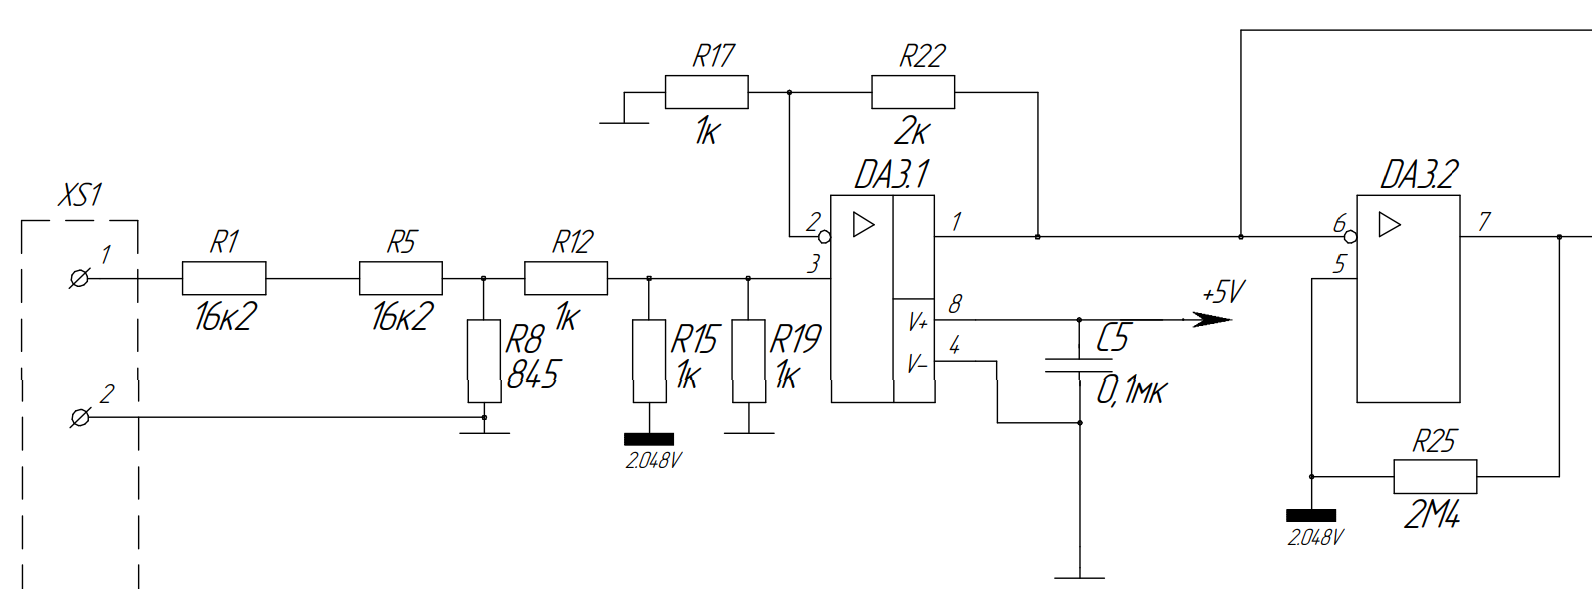 R17
R22
1к
2к
DA3.1
DA3.2
XS1
1
R1
R5
R12
2
1
6
7
3
5
16к2
16к2
1к
8
+5V
R8
845
R15
1к
R19
1к
V+
4
V-
C5
0,1мк
2
2.048V
R25
2М4
2.048V